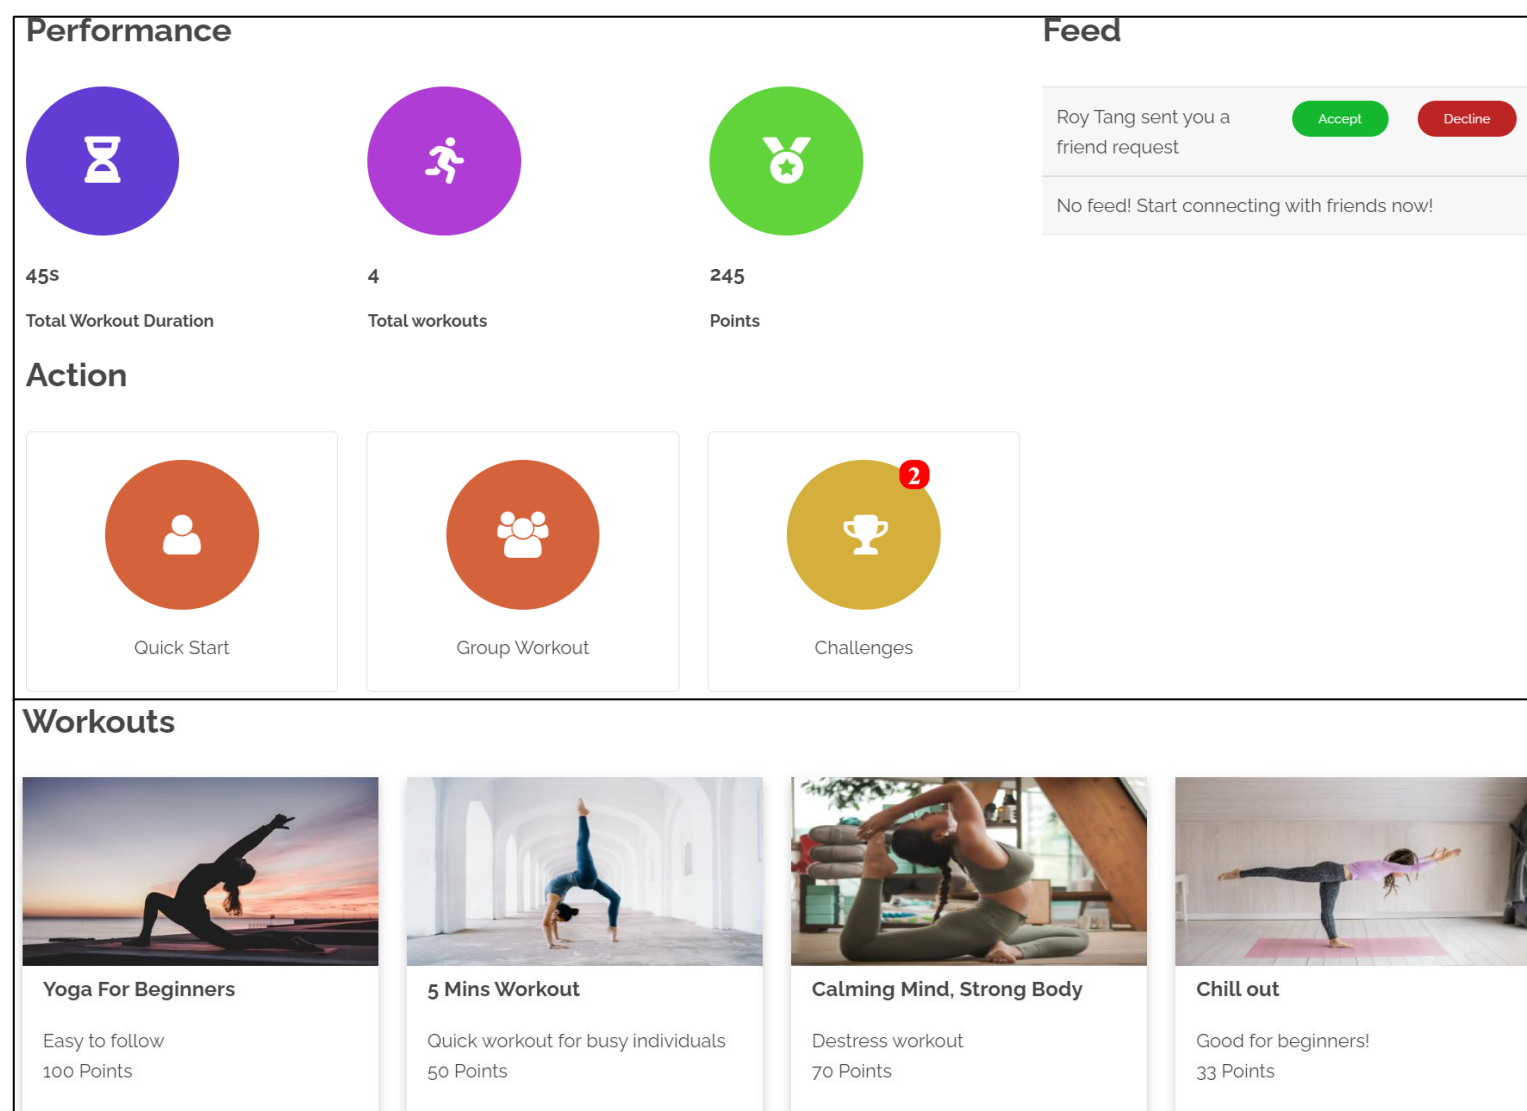 Performance
Feed
Roy Tang sent you a
friend request
Accept
Decline
No feed! Start connecting with friends now!
45s
Total Workout Duration
4
Total workouts
245
Points
Action
Quick Start
Group Workout
2
Challenges
Workouts
Yoga For Beginners
Easy to follow
100 Points
5 Mins Workout
Quick workout for busy individuals
50 Points
Calming Mind, Strong Body
Destress workout
70 Points
Chill out
Good for beginners!
33 Points